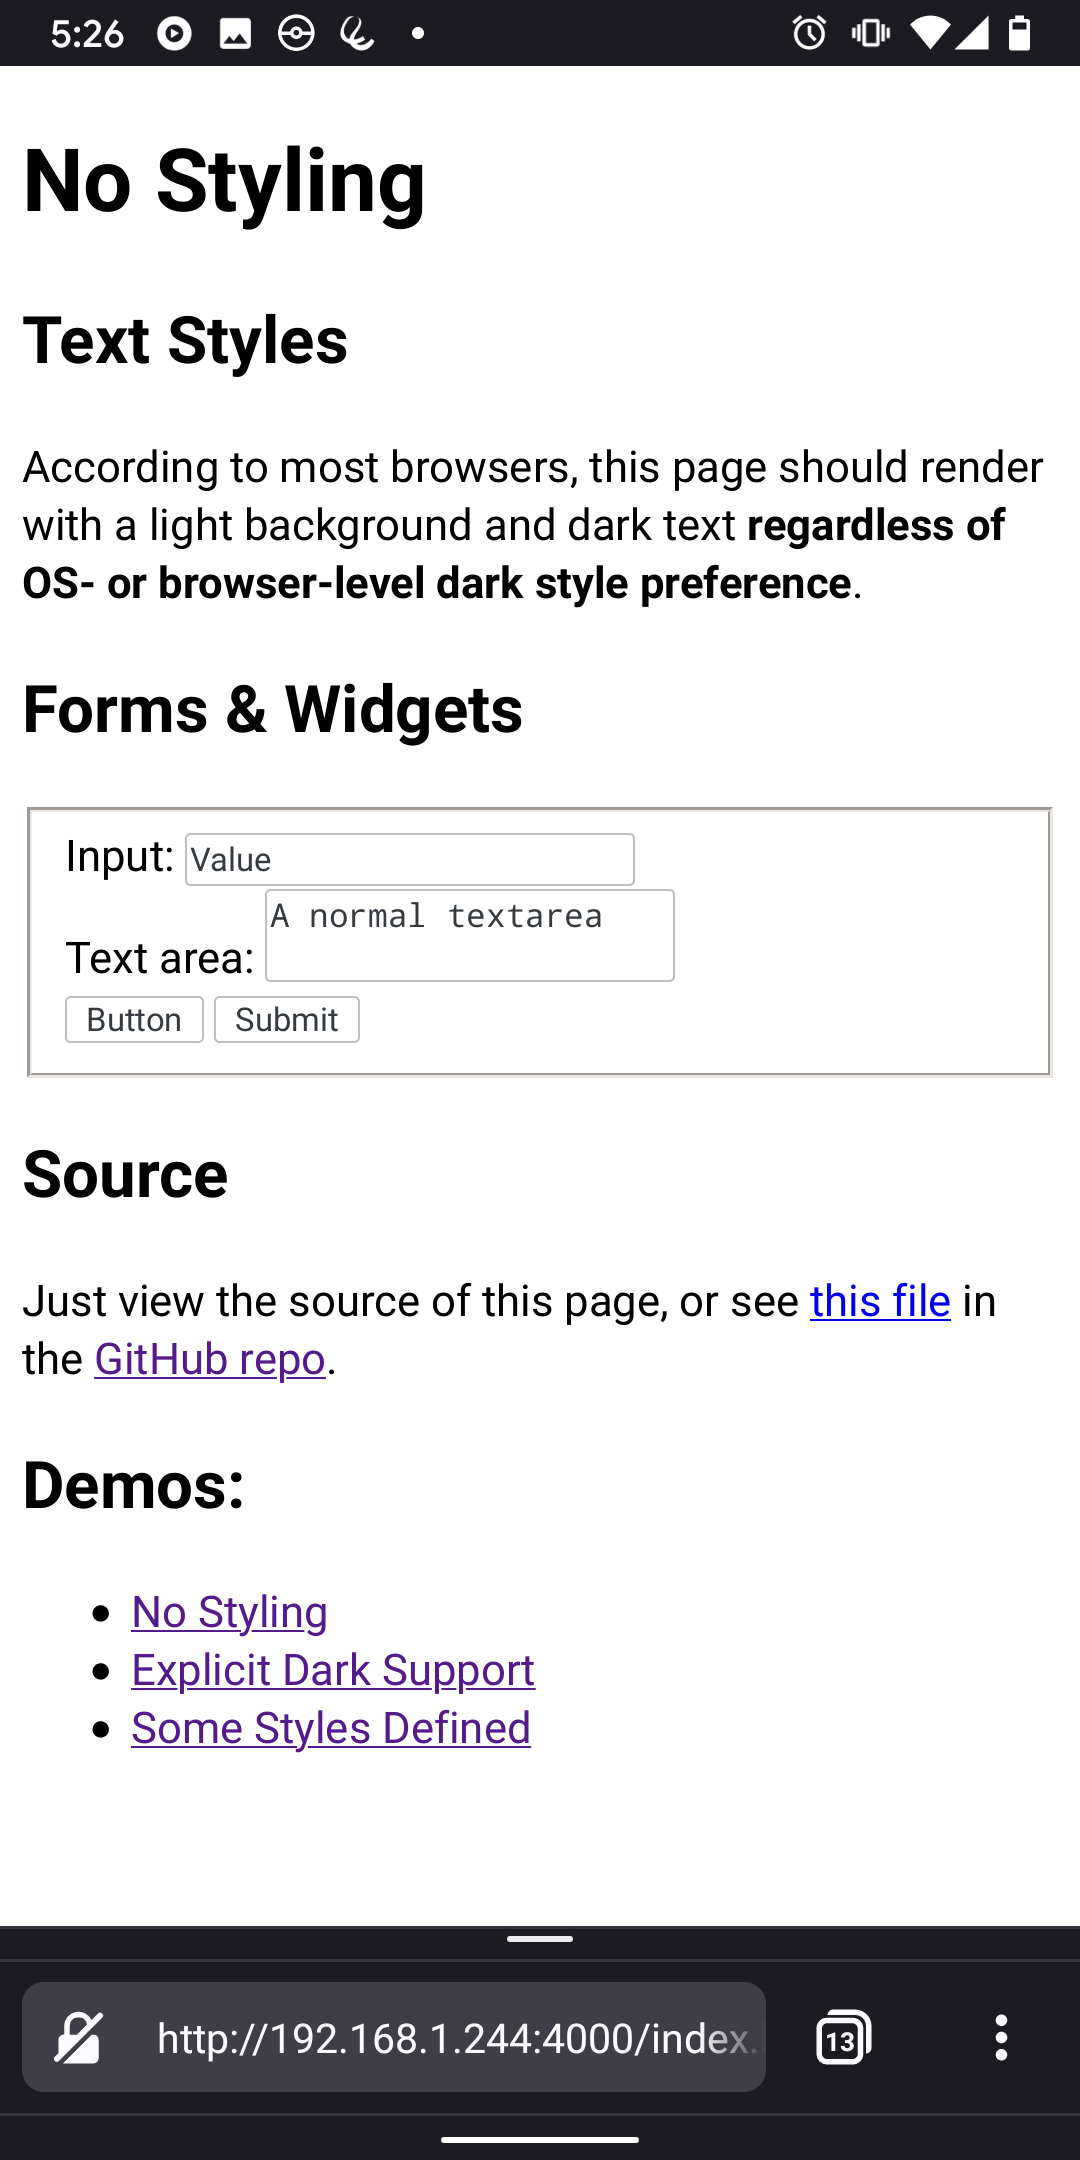 5:26
No Styling
Text Styles
According to most browsers, this page should render
with a light background and dark text regardless of
OS- or browser-level dark style preference.
Forms & Widgets
Input: Value
A normal textarea
Text area:
Button Submit
Source
Just view the source of this page, or see this file in
the GitHub repo.
Demos:
• No Styling
• Explicit Dark Support
• Some Styles Defined
http://192.168.1.244:4000/index.
13